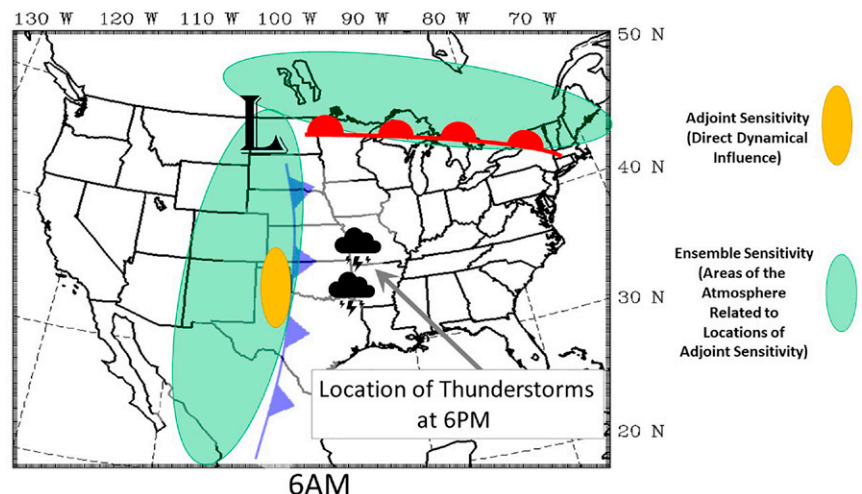 130 W 120 W 110 W 100 W 90 W 80 W 70 W
50 N
L
40 N
30 N
20 N
Location of Thunderstorms
at 6PM
6AM
Adjoint Sensitivity
(Direct Dynamical
Influence)
Ensemble Sensitivity
(Areas of the
Atmosphere
Related to
Locations of
Adjoint Sensitivity)